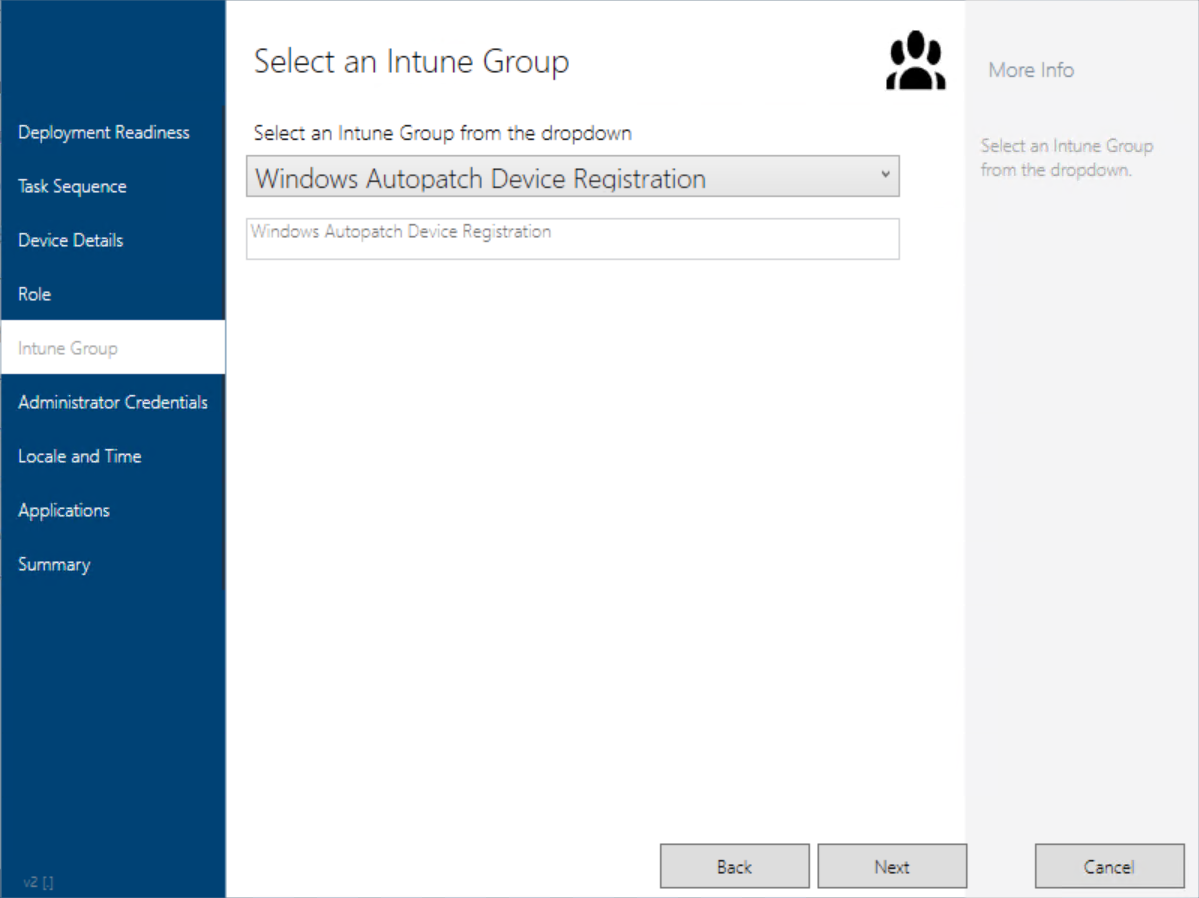 Select an Intune Group
More Info
Deployment Readiness
Task Sequence
Device Details
Role
Intune Group
Administrator Credentials
Locale and Time
Applications
Summary
Select an Intune Group from the dropdown
Windows Autopatch Device Registration
Windows Autopatch Device Registration
Select an Intune Group
from the dropdown.
Back
Next
Cancel
v2 [.]